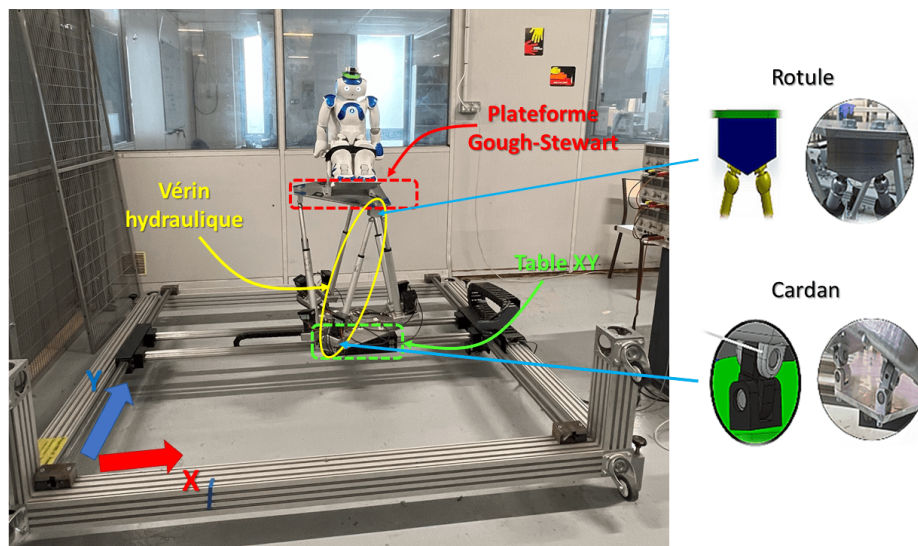 Rotule
Plateforme
Gough-Stewart
Vérin
hydraulique
Table XY
Cardan
Y
X